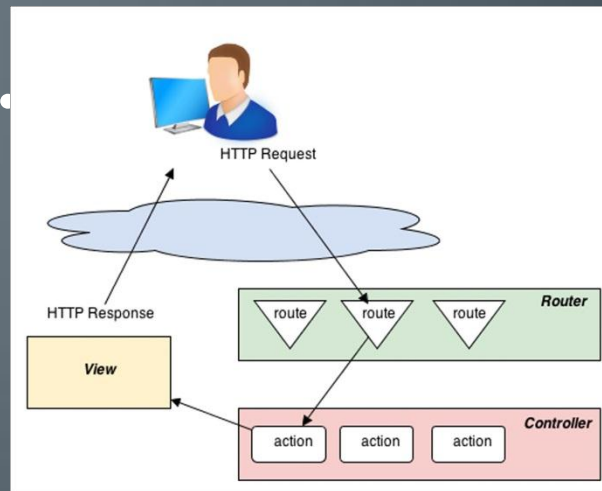 HTTP Request
HTTP Response
Router
route
route
route
View
Controller
action
action
action